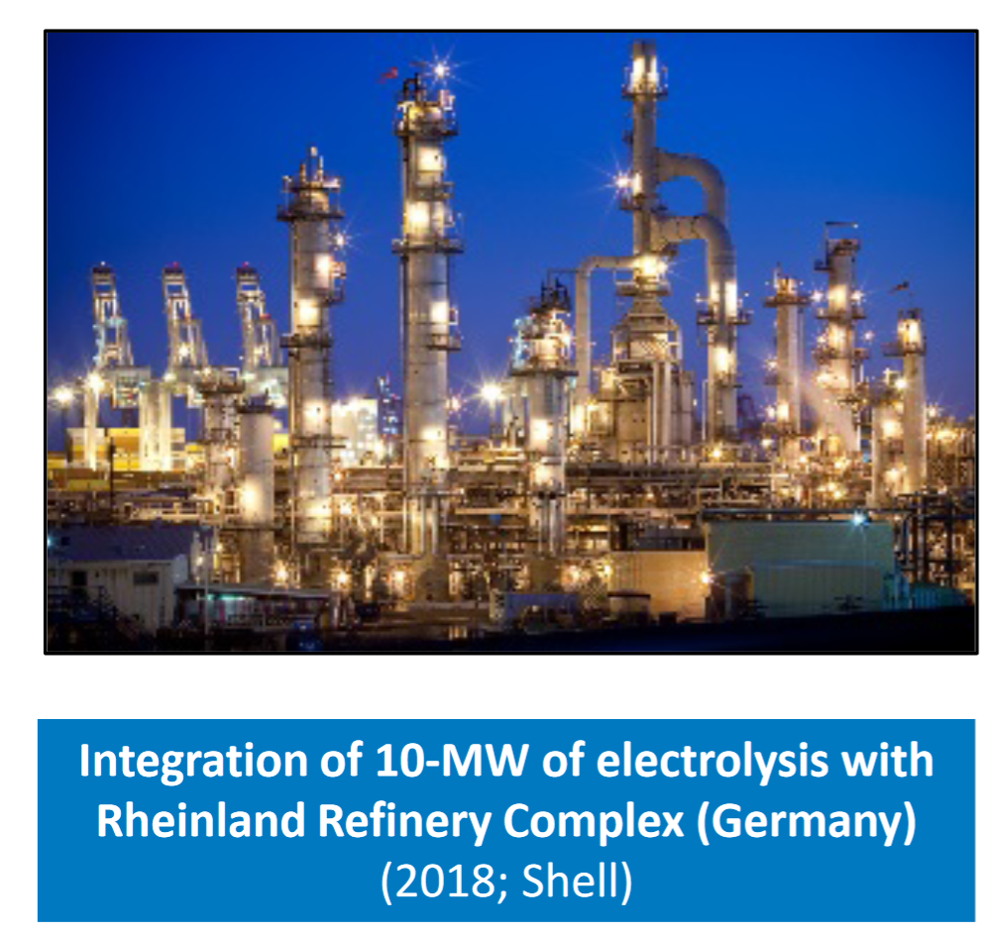 Integration of 10-MW of electrolysis with
Rheinland Refinery Complex (Germany)
(2018; Shell)